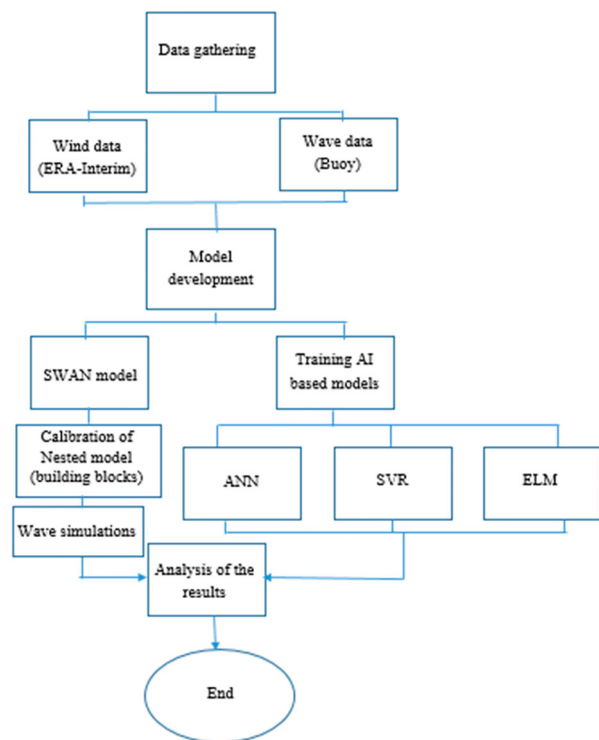 Data gathering
Wind data
(ERA-Interim)
Wave data
(Buoy)
Model
development
SWAN model
Training AI
based models
Calibration of
Nested model
(building blocks)
ANN
SVR
ELM
Wave simulations
Analysis of the
results
End